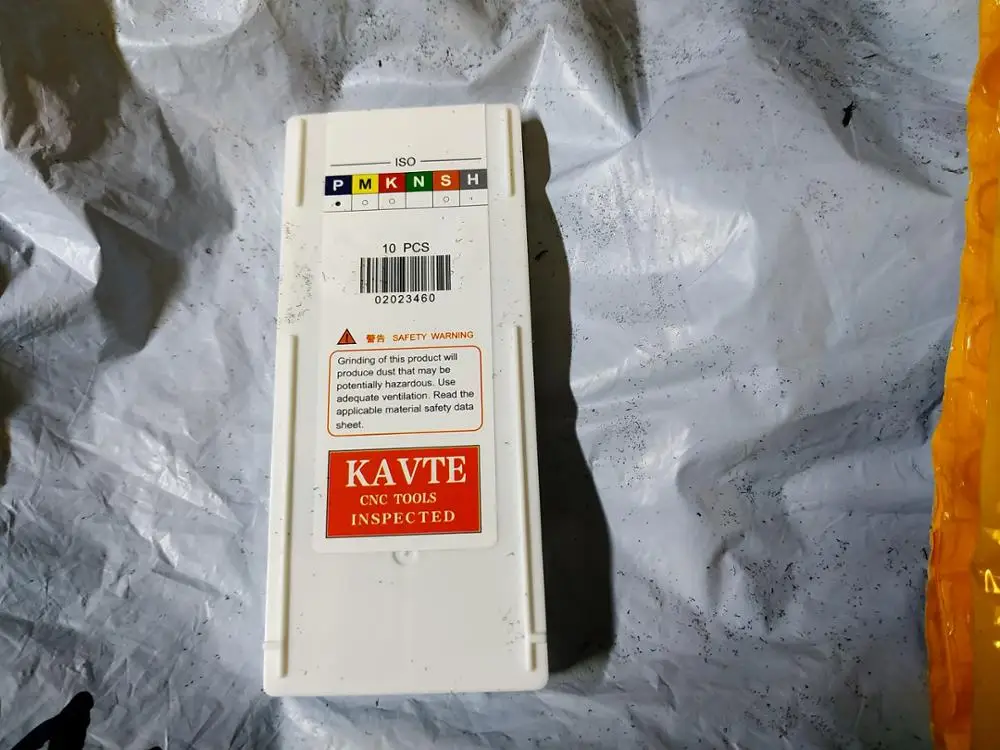 ISO
P M K N S H
10 PCS
02023460
警告 SAFETY WARNING
Grinding of this product will
produce dust that may be
potentially hazardous. Use
adequate ventilation. Read the
applicable material safety data
sheet.
KAVTE
CNC TOOLS
INSPECTED